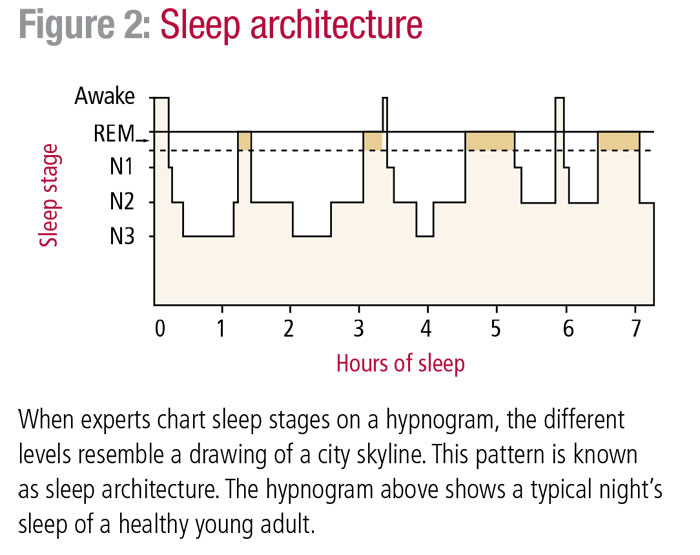 Figure 2: Sleep architecture
Awake
REM
N1
N2
N3
Sleep stage
0 1 2 3 4 5 6 7
Hours of sleep
When experts chart sleep stages on a hypnogram, the different
levels resemble a drawing of a city skyline. This pattern is known
as sleep architecture. The hypnogram above shows a typical night’s
sleep of a healthy young adult.